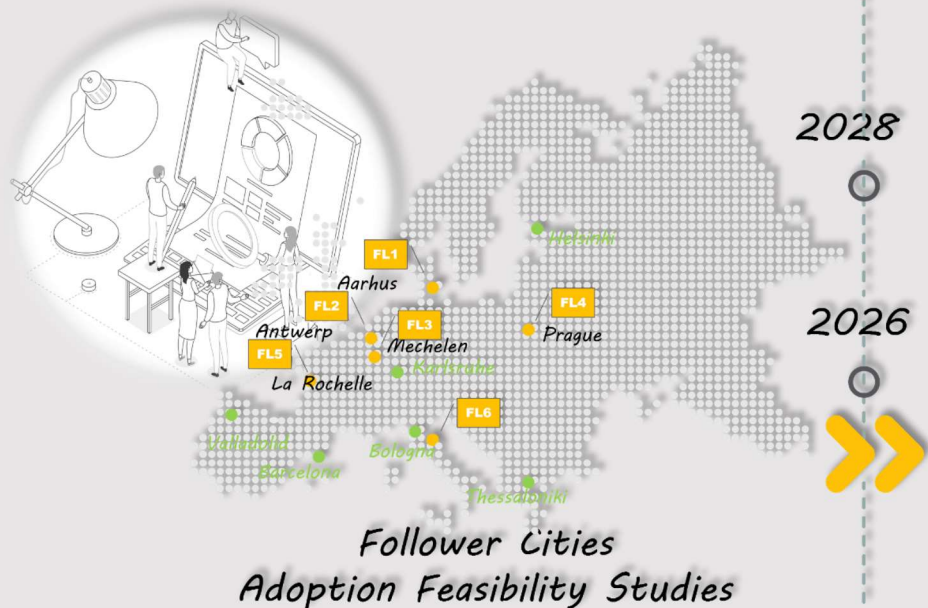 2028
Helsinki
FL1
Aarhus
FL2
FL4
Antwerp
FL3
2026
Prague
Mechelen
FL5
Karlsruhe
La Rochelle
FL6
Valladolid
Bologna
Barcelona
Thessaloniki
Follower Cities
Adoption Feasibility Studies